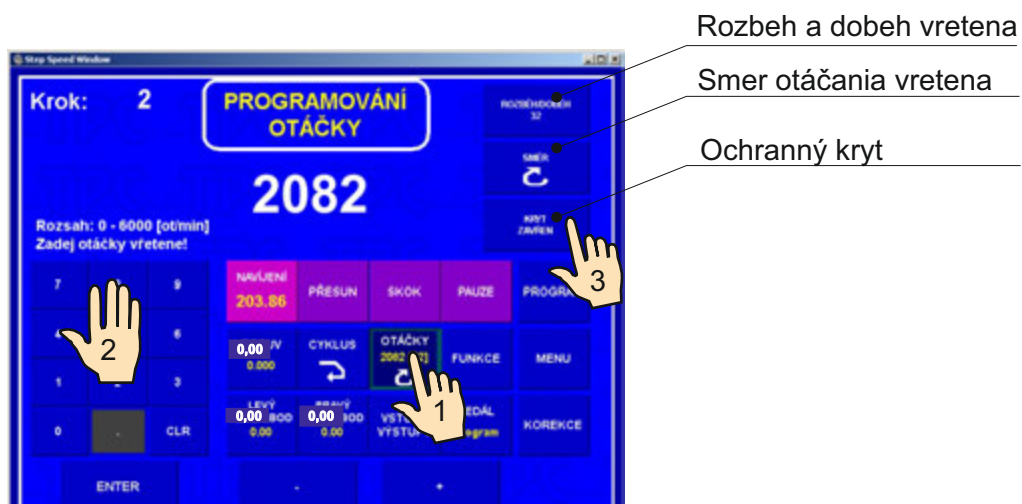 Rozbeh a dobeh vretena
Smer otáčania vretena
Ochranný kryt
Step Speed Window
Krok: 2
PROGRAMOVÁNÍ
OTÁČKY
ROZBĚH/DOBĚH
32
SMĚR
2082
KRYT
ZAVŘEN
Rozsah: 0 - 6000 [ot/min]
Zadej otáčky vřetene!
3
7
9
NAVÍJENÍ
203.86
PŘESUN
SKOK
PAUZE
2
6
0,00
0.000
CYKLUS
OTÁČKY
2082
FUNKCE
MENU
1
3
1
0
.
CLR
LEVÝ
0,00
0.00
0,00
0.00
KOREKCE
ENTER
-
+